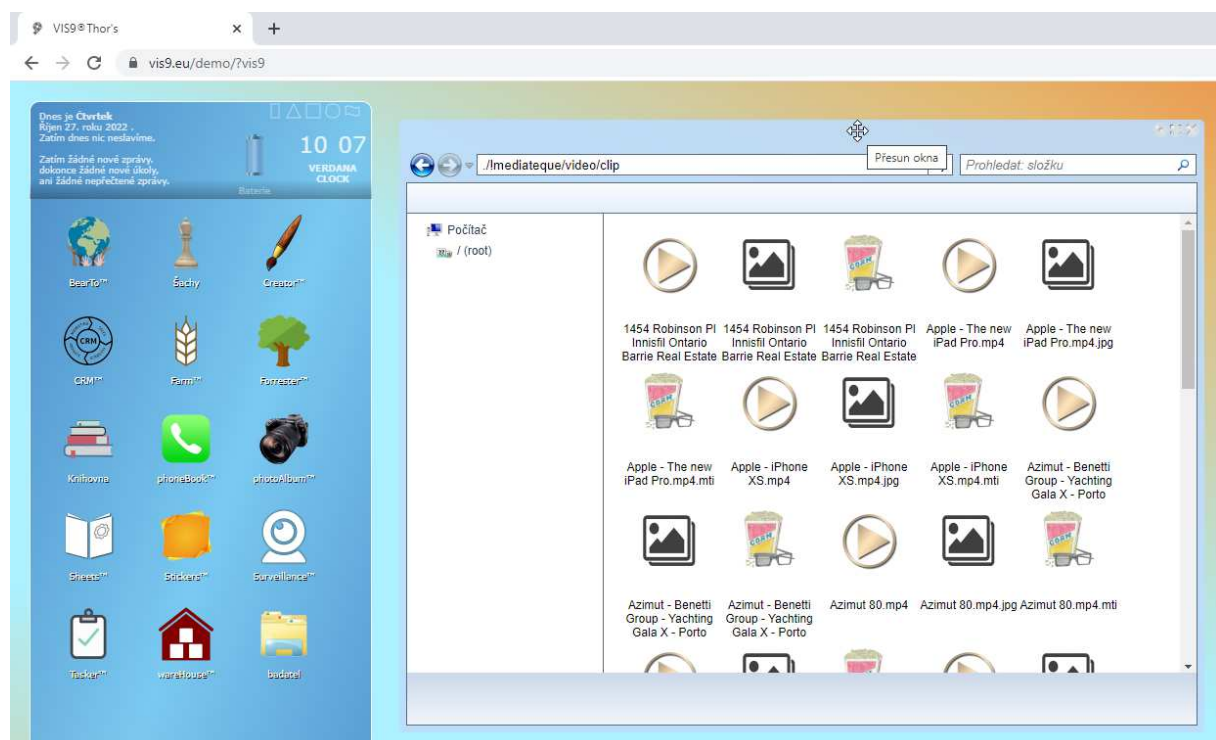 VIS9®Thor's
vis9.eu/demo/?vis9
Dnes je Čtvrtek
Říjen 27. roku 2022 .
Zatím dnes nic neslavíme.
Zatím žádné nové zprávy.
dokonce žádné nové úkoly,
ani žádné nepřečtené zprávy.
Baterie
10 07
VERDANA
CLOCK
BearTo™ Šachy Creator™
CRM
CRM™ Farm™ Forrester™
Knihovna phoneBook™ photoAlbum™
Sheets™ Stickers™ Surveillance™
Tasker™ wareHouse™ budatel
./!mediateque/video/clip
Přesun okna
Prohledat: složku
Počítač
/ (root)
CORN
1454 Robinson Pl 1454 Robinson Pl 1454 Robinson Pl Apple - The new Apple - The new
Innisfil Ontario Innisfil Ontario Innisfil Ontario iPad Pro.mp4 iPad Pro.mp4.jpg
Barrie Real Estate Barrie Real Estate Barrie Real Estate
CORN CORN
Apple - The new Apple - iPhone Apple - iPhone Apple - iPhone Azimut - Benetti
iPad Pro.mp4.mti XS.mp4 XS.mp4.jpg XS.mp4.mti Group - Yachting
Gala X - Porto
CORN CORN
Azimut - Benetti Azimut - Benetti Azimut 80.mp4 Azimut 80.mp4.jpg Azimut 80.mp4.mti
Group - Yachting Group - Yachting
Gala X - Porto Gala X - Porto